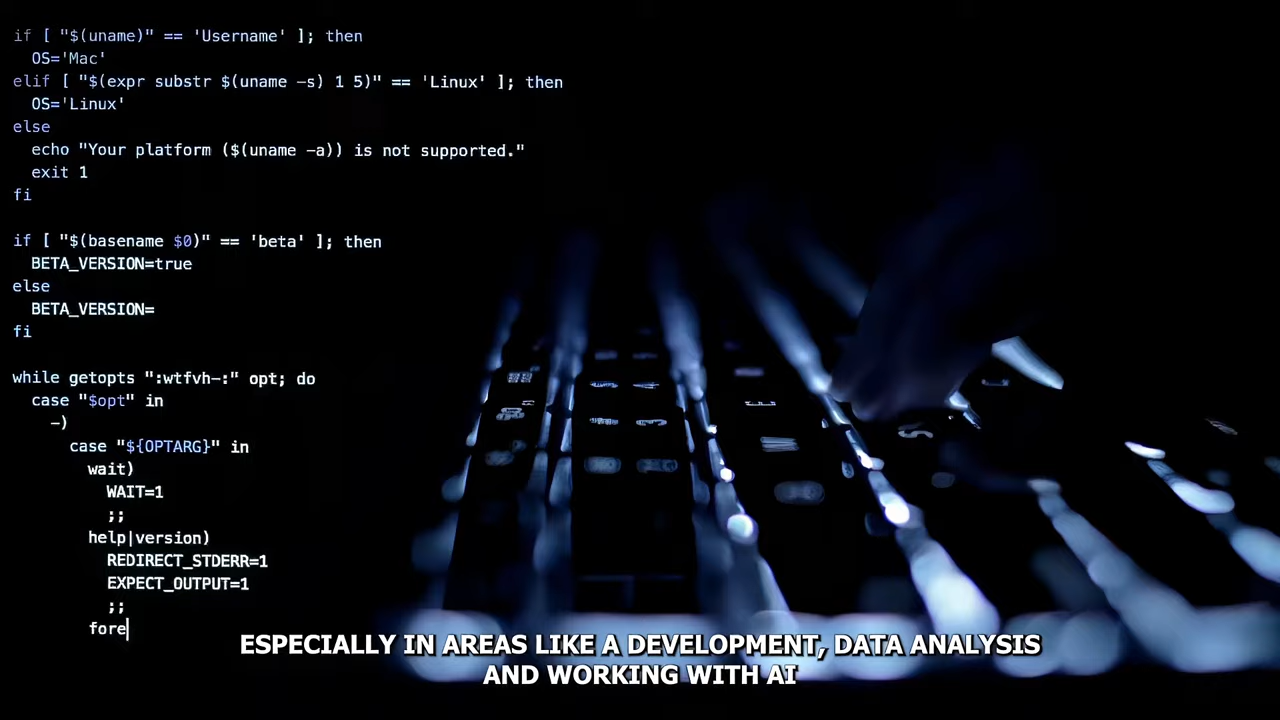 if [ "$(uname)" == 'Username' ]; then
  OS='Mac'
elif [ "$(expr substr $(uname -s) 1 5)" == 'Linux' ]; then
  OS='Linux'
else
  echo "Your platform ($(uname -a)) is not supported."
  exit 1
fi

if [ "$(basename $0)" == 'beta' ]; then
  BETA_VERSION=true
else
  BETA_VERSION=
fi

while getopts ":wtfvh-:" opt; do
  case "$opt" in
    -)
      case "${OPTARG}" in
        wait)
          WAIT=1
          ;;
        help|version)
          REDIRECT_STDERR=1
          EXPECT_OUTPUT=1
          ;;
        fore
ESPECIALLY IN AREAS LIKE A DEVELOPMENT, DATA ANALYSIS
AND WORKING WITH AI